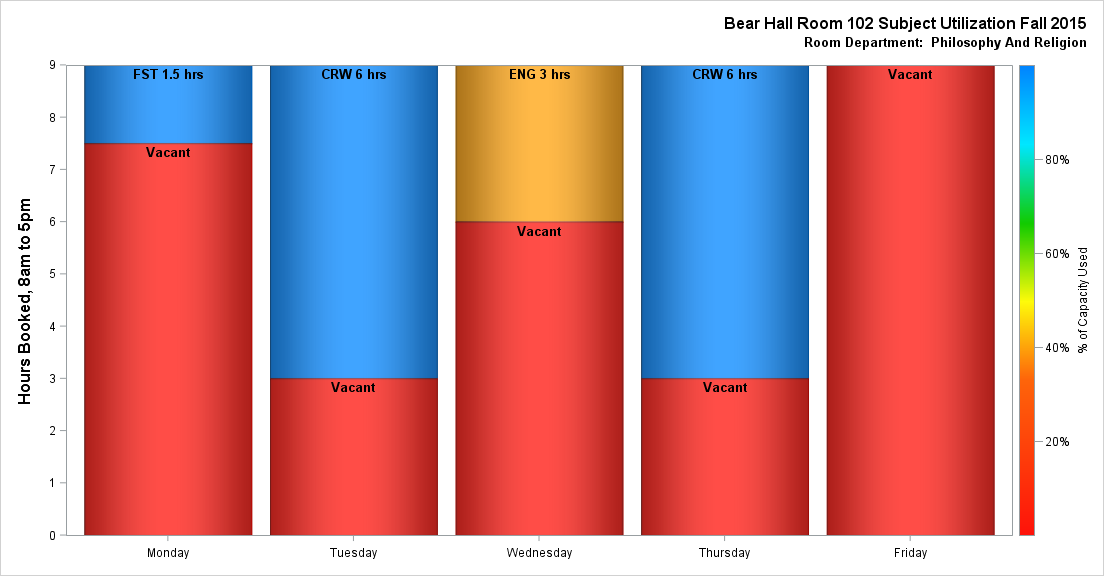 Bear Hall Room 102 Subject Utilization Fall 2015
Room Department:  Philosophy And Religion
Hours Booked, 8am to 5pm
9
8
7
6
5
4
3
2
1
0
FST 1.5 hrs
Vacant
CRW 6 hrs
Vacant
ENG 3 hrs
Vacant
CRW 6 hrs
Vacant
Vacant
Monday
Tuesday
Wednesday
Thursday
Friday
80%
60%
40%
20%
% of Capacity Used